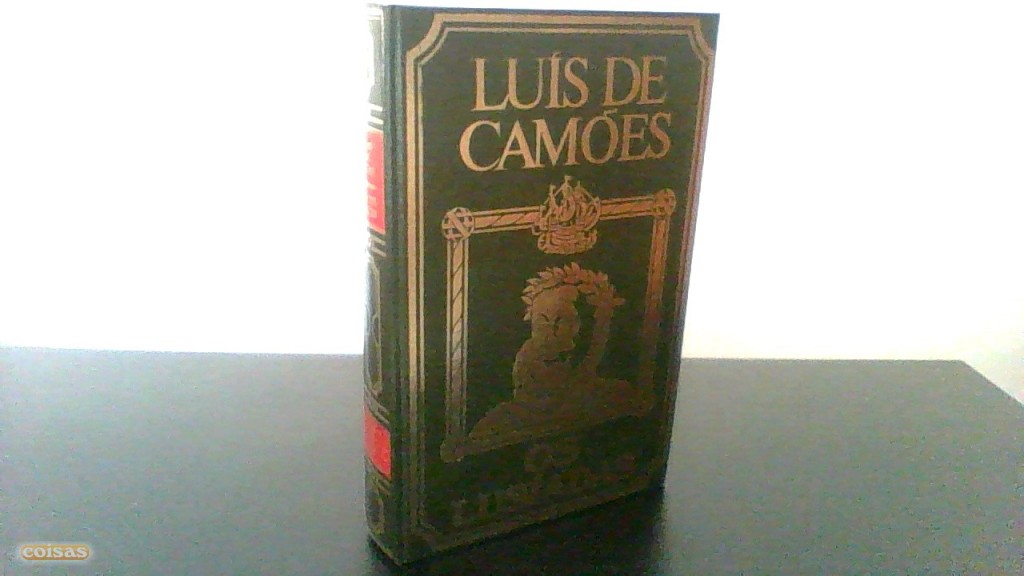 LUÍS DE
CAMÕES
OS
LUSÍADAS
coisas